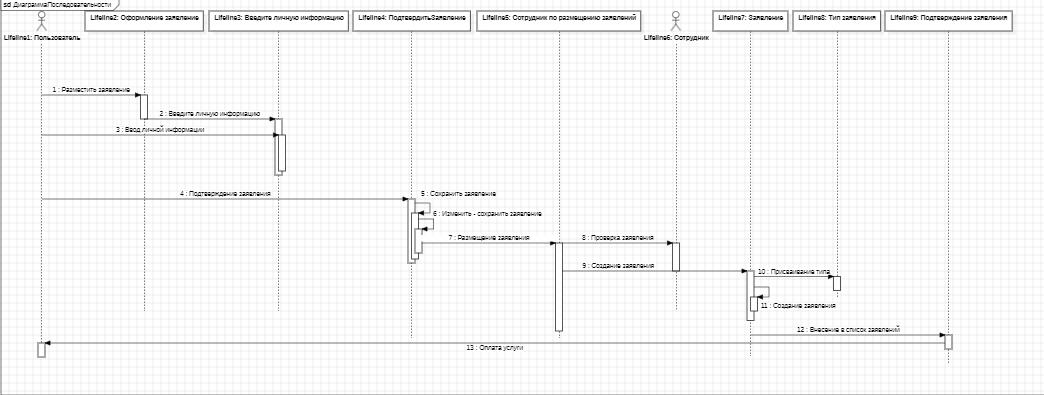 sd ДиаграммаПоследовательности
Lifeline1: Пользователь
Lifeline2: Оформление заявление
Lifeline3: Введите личную информацию
Lifeline4: ПодтвердитьЗаявление
Lifeline5: Сотрудник по размещению заявлений
Lifeline6: Сотрудник
Lifeline7: Заявление
Lifeline8: Тип заявления
Lifeline9: Подтверждение заявления
1 : Разместить заявление
2 : Введите личную информацию
3 : Ввод личной информации
4 : Подтверждение заявления
5 : Сохранить заявление
6 : Изменить - сохранить заявление
7 : Размещение заявления
8 : Проверка заявления
9 : Создание заявления
10 : Присваивание типа
11 : Создание заявления
12 : Внесение в список заявлений
13 : Оплата услуги